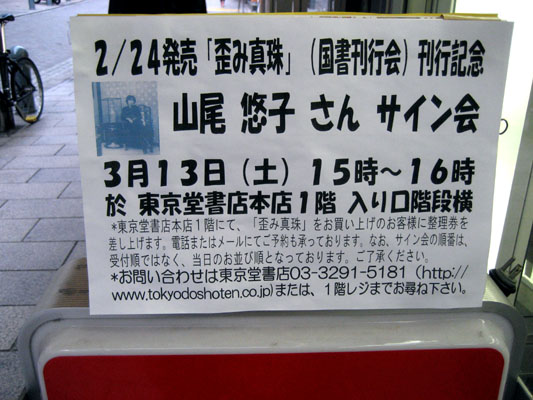 2/24発売「歪み真珠」（国書刊行会）刊行記念
山尾 悠子 さん サイン会
3月13日（土） 15時～16時
於 東京堂書店本店1階 入り口階段横
*東京堂書店本店1階にて、「歪み真珠」をお買い上げのお客様に整理券を
差し上げます。電話またはメールにてご予約も承っております。なお、サイン会の順番は、
受付順ではなく、当日のお並び順となっております。ご了承ください。
*お問い合わせは東京堂書店03-3291-5181（http://
www.tokyodoshoten.co.jp)または、1階レジまでお尋ね下さい。